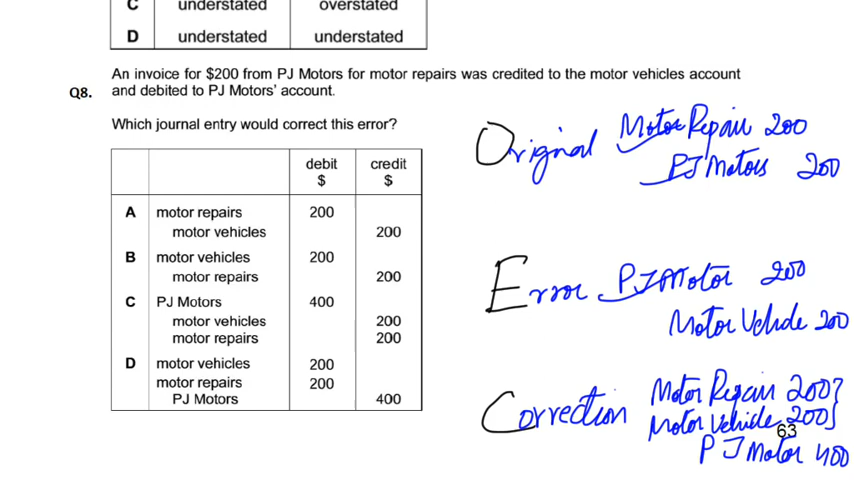 C understated overstated
D understated understated
An invoice for $200 from PJ Motors for motor repairs was credited to the motor vehicles account
Q8. and debited to PJ Motors' account.
Which journal entry would correct this error?
debit credit
$ $
A motor repairs 200
motor vehicles 200
B motor vehicles 200
motor repairs 200
C PJ Motors 400
motor vehicles 200
motor repairs 200
D motor vehicles 200
motor repairs 200
PJ Motors 400
Original Motor Repair 200
PJ Motors 200
Error PJ Motor 200
Motor Vehicle 200
Correction Motor Repair 200
Motor Vehicle 200
63
PJ Motor 400